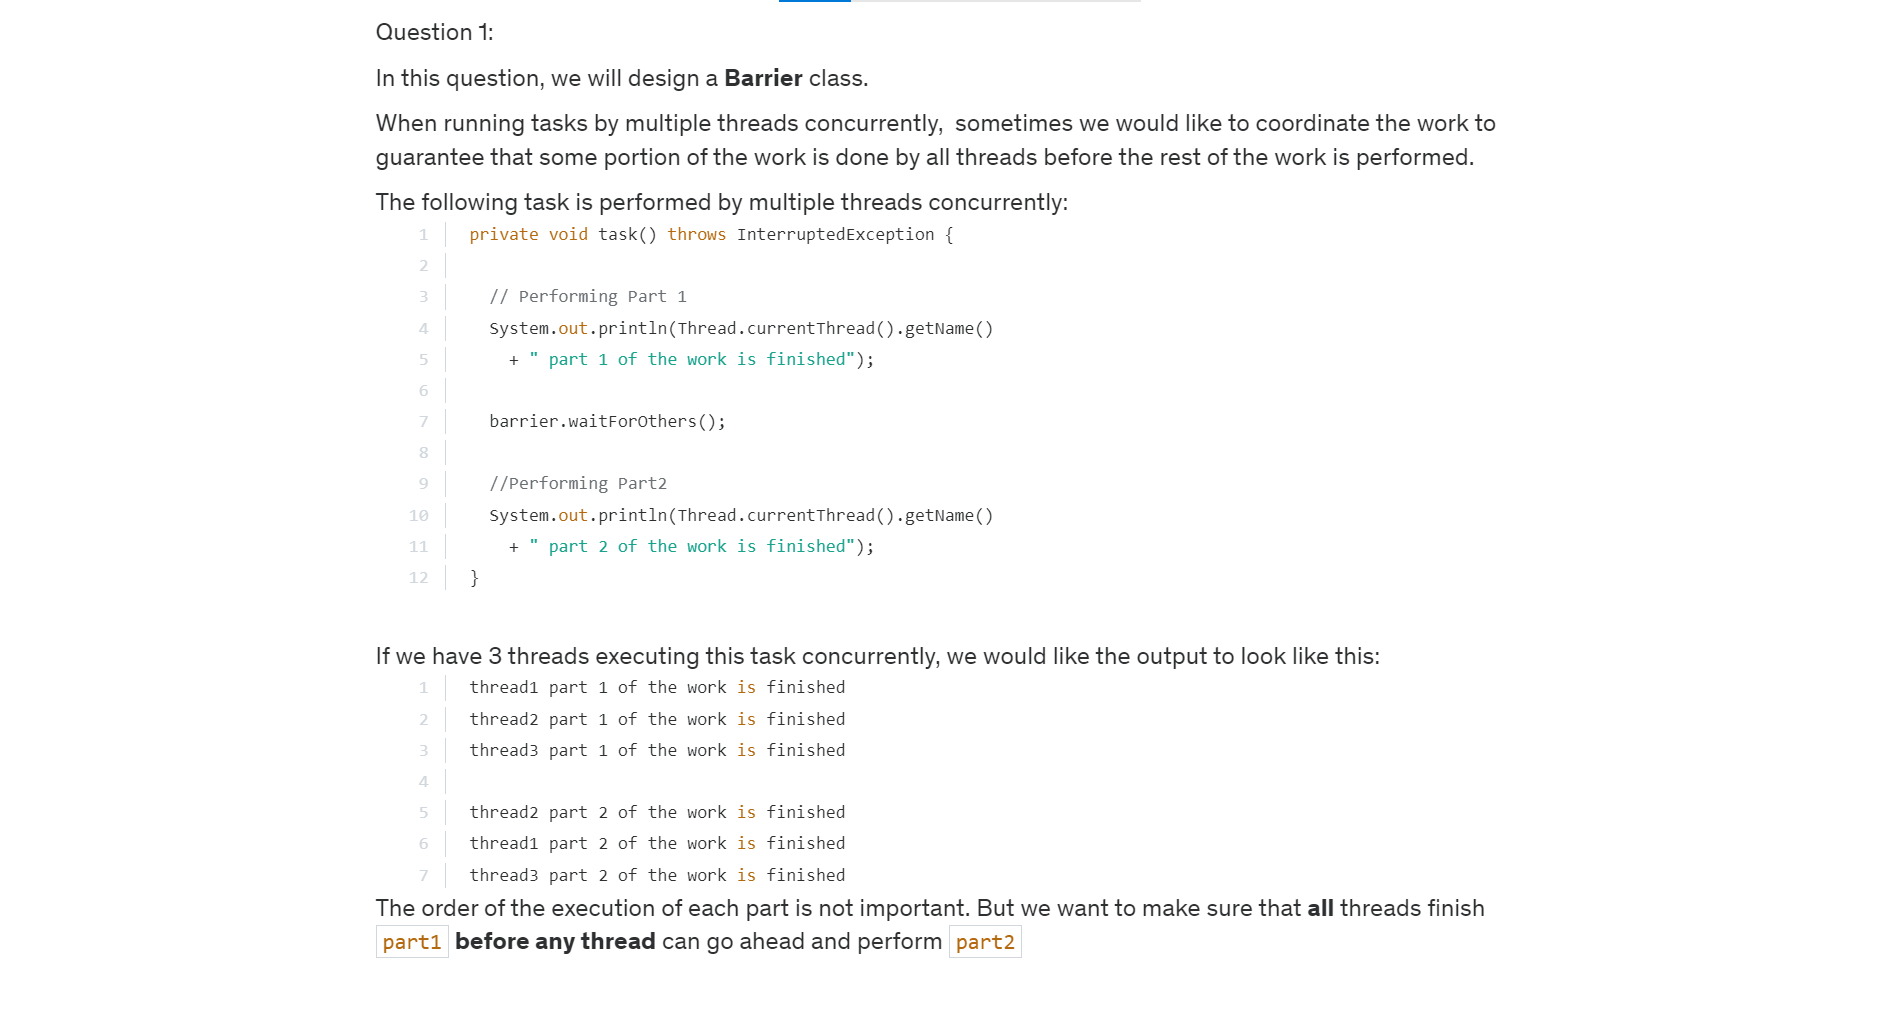 Question 1:
In this question, we will design a Barrier class.
When running tasks by multiple threads concurrently,  sometimes we would like to coordinate the work to
guarantee that some portion of the work is done by all threads before the rest of the work is performed.
The following task is performed by multiple threads concurrently:
1 private void task() throws InterruptedException {
2
3 // Performing Part 1
4 System.out.println(Thread.currentThread().getName()
5 + " part 1 of the work is finished");
6
7 barrier.waitForOthers();
8
9 //Performing Part2
10 System.out.println(Thread.currentThread().getName()
11 + " part 2 of the work is finished");
12 }
If we have 3 threads executing this task concurrently, we would like the output to look like this:
1 thread1 part 1 of the work is finished
2 thread2 part 1 of the work is finished
3 thread3 part 1 of the work is finished
4
5 thread2 part 2 of the work is finished
6 thread1 part 2 of the work is finished
7 thread3 part 2 of the work is finished
The order of the execution of each part is not important. But we want to make sure that all threads finish
part1 before any thread can go ahead and perform part2